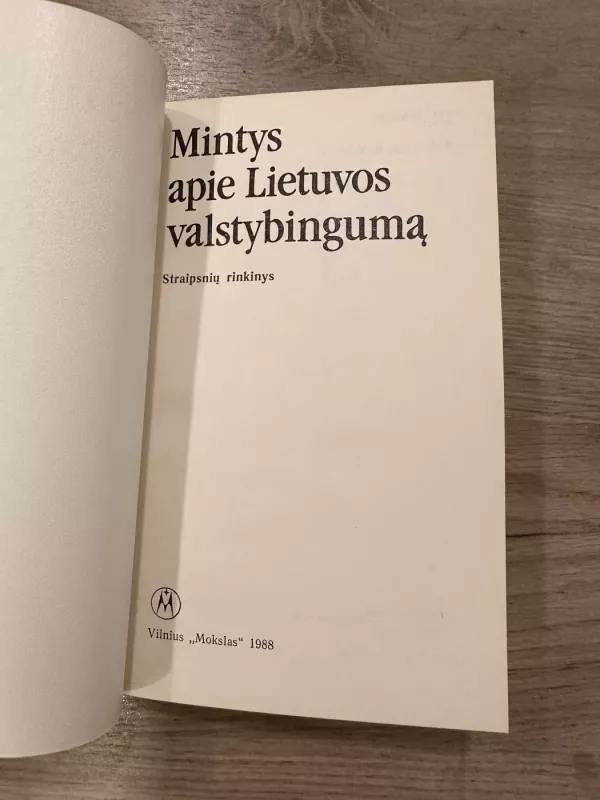 Mintys
apie Lietuvos
valstybingumą
Straipsnių rinkinys
M
Vilnius „Mokslas“ 1988